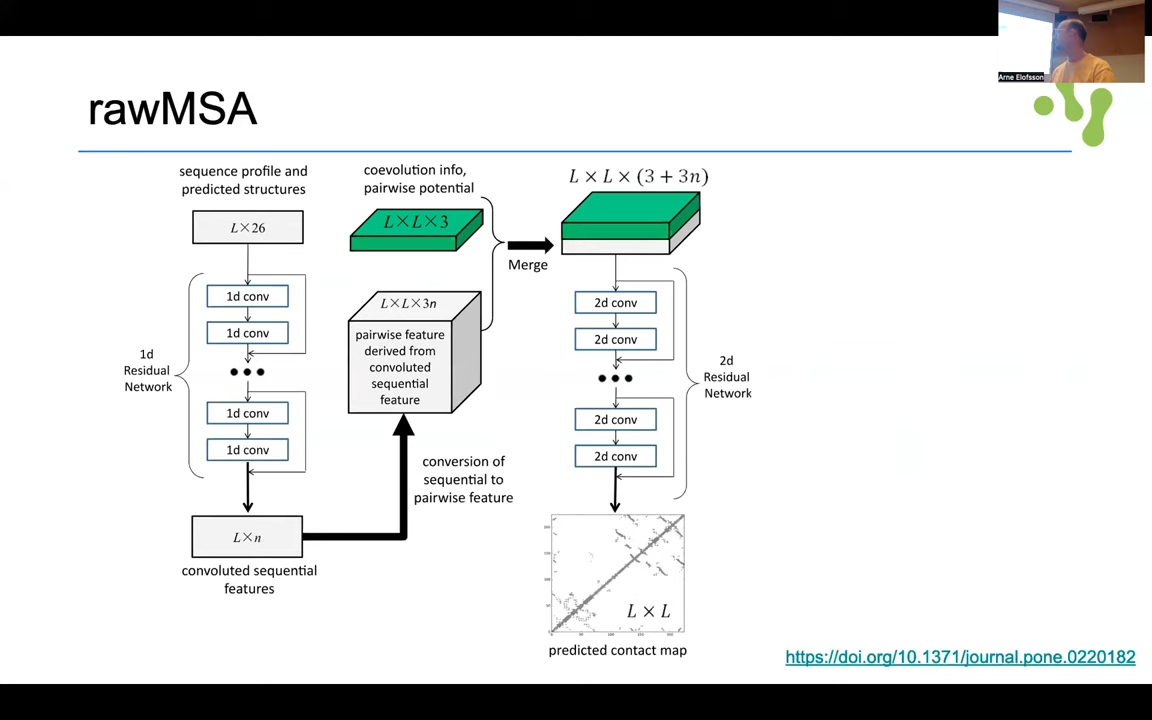 Arne Elofsson
rawMSA
sequence profile and
predicted structures
L×26
1d conv
1d conv
•••
1d conv
1d conv
1d
Residual
Network
L×n
convoluted sequential
features
coevolution info,
pairwise potential
L×L×3
L×L×3n
pairwise feature
derived from
convoluted
sequential
feature
conversion of
sequential to
pairwise feature
Merge
L × L × (3 + 3n)
2d conv
2d conv
•••
2d conv
2d conv
2d
Residual
Network
L × L
predicted contact map
https://doi.org/10.1371/journal.pone.0220182